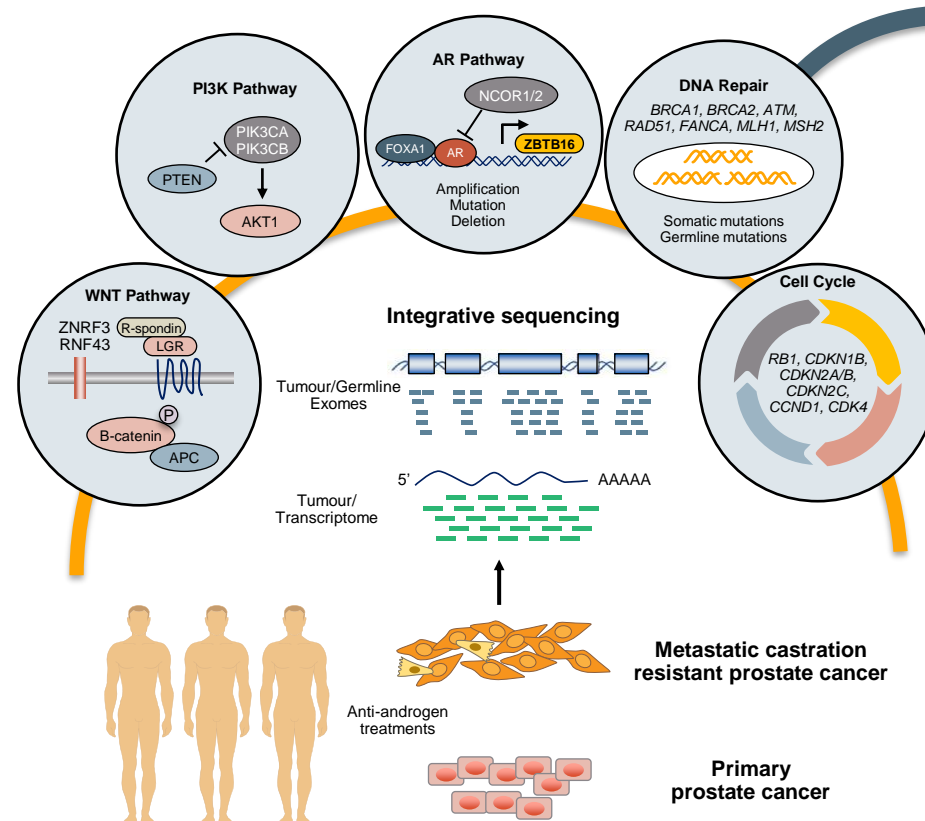 AR Pathway
NCOR1/2
FOXA1
AR
ZBTB16
Amplification
Mutation
Deletion
PI3K Pathway
PIK3CA
PIK3CB
PTEN
AKT1
DNA Repair
BRCA1, BRCA2, ATM,
RAD51, FANCA, MLH1, MSH2
Somatic mutations
Germline mutations
WNT Pathway
ZNRF3
RNF43
R-spondin
LGR
P
B-catenin
APC
Cell Cycle
RB1, CDKN1B,
CDKN2A/B,
CDKN2C,
CCND1, CDK4
Integrative sequencing
Tumour/Germline
Exomes
5’
AAAAA
Tumour/
Transcriptome
Metastatic castration
resistant prostate cancer
Anti-androgen
treatments
Primary
prostate cancer